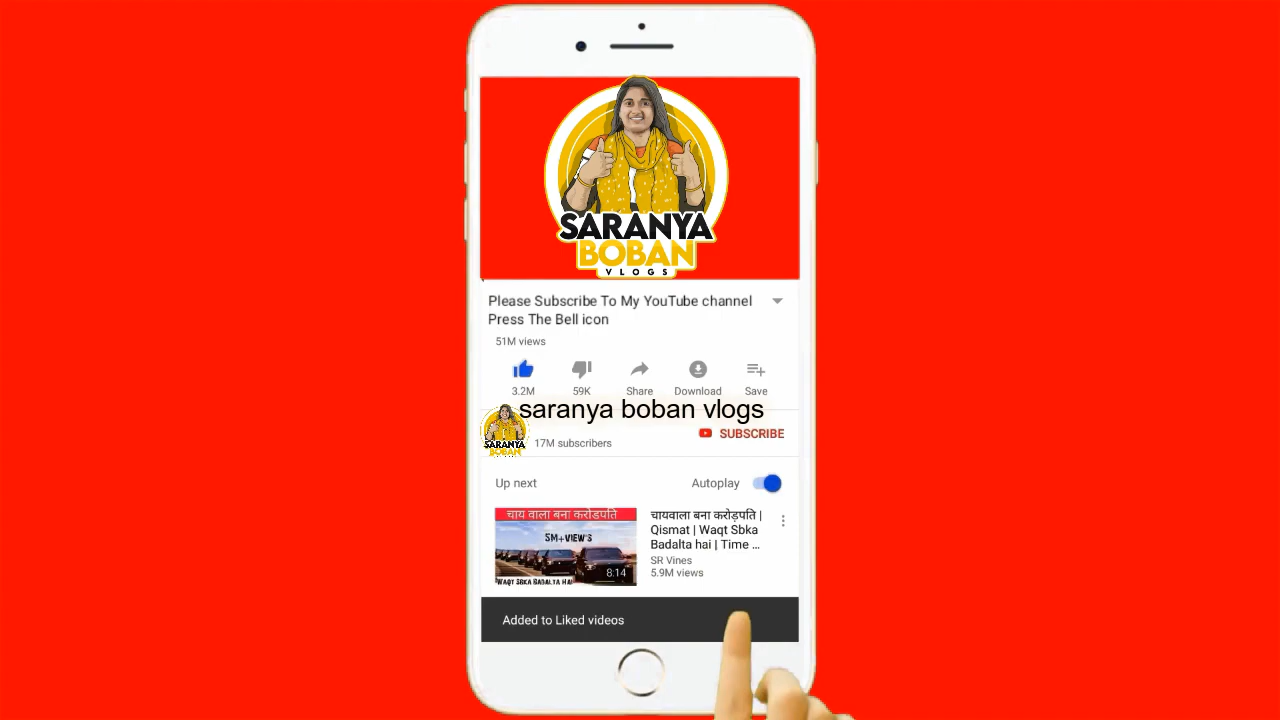 SARANYA
BOBAN
VLOGS
Please Subscribe To My YouTube channel
Press The Bell icon
51M views
3.2M
59K
Share
Download
Save
saranya boban vlogs
SARANYA
BOBAN
17M subscribers
SUBSCRIBE
Up next
Autoplay
चाय वाला बना करोडपति
5M+VIEW'S
8:14
WAQT SBKA BADALTA HAI
चायवाला बना करोड़पति |
Qismat | Waqt Sbka
Badalta hai | Time ...
SR Vines
5.9M views
Added to Liked videos